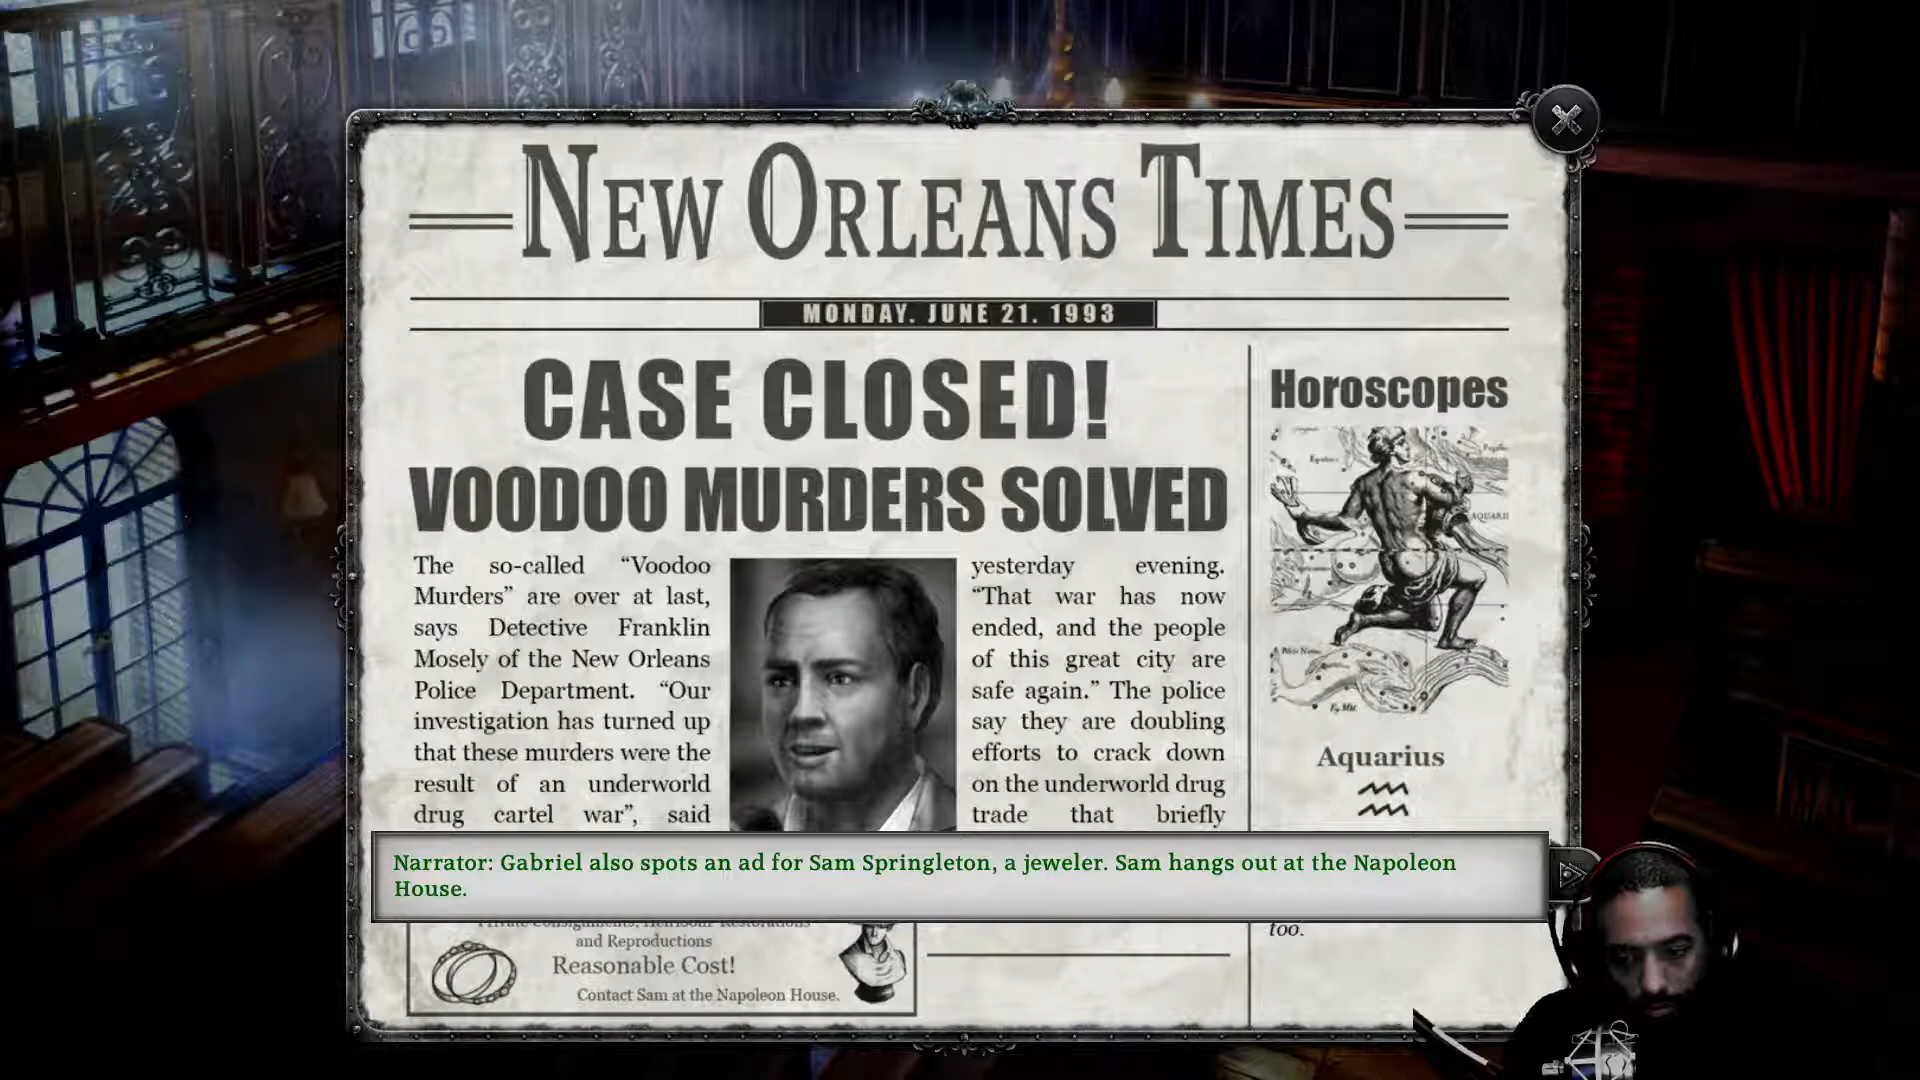 NEW ORLEANS TIMES
MONDAY. JUNE 21. 1993
CASE CLOSED!
VOODOO MURDERS SOLVED
The so-called “Voodoo
Murders” are over at last,
says Detective Franklin
Mosely of the New Orleans
Police Department. “Our
investigation has turned up
that these murders were the
result of an underworld
drug cartel war”, said
yesterday evening.
“That war has now
ended, and the people
of this great city are
safe again.” The police
say they are doubling
efforts to crack down
on the underworld drug
trade that briefly
Horoscopes
AQUARII
Aquarius
too.
Narrator: Gabriel also spots an ad for Sam Springleton, a jeweler. Sam hangs out at the Napoleon
House.
Private Consignments, Heirloom Restorations
and Reproductions
Reasonable Cost!
Contact Sam at the Napoleon House.